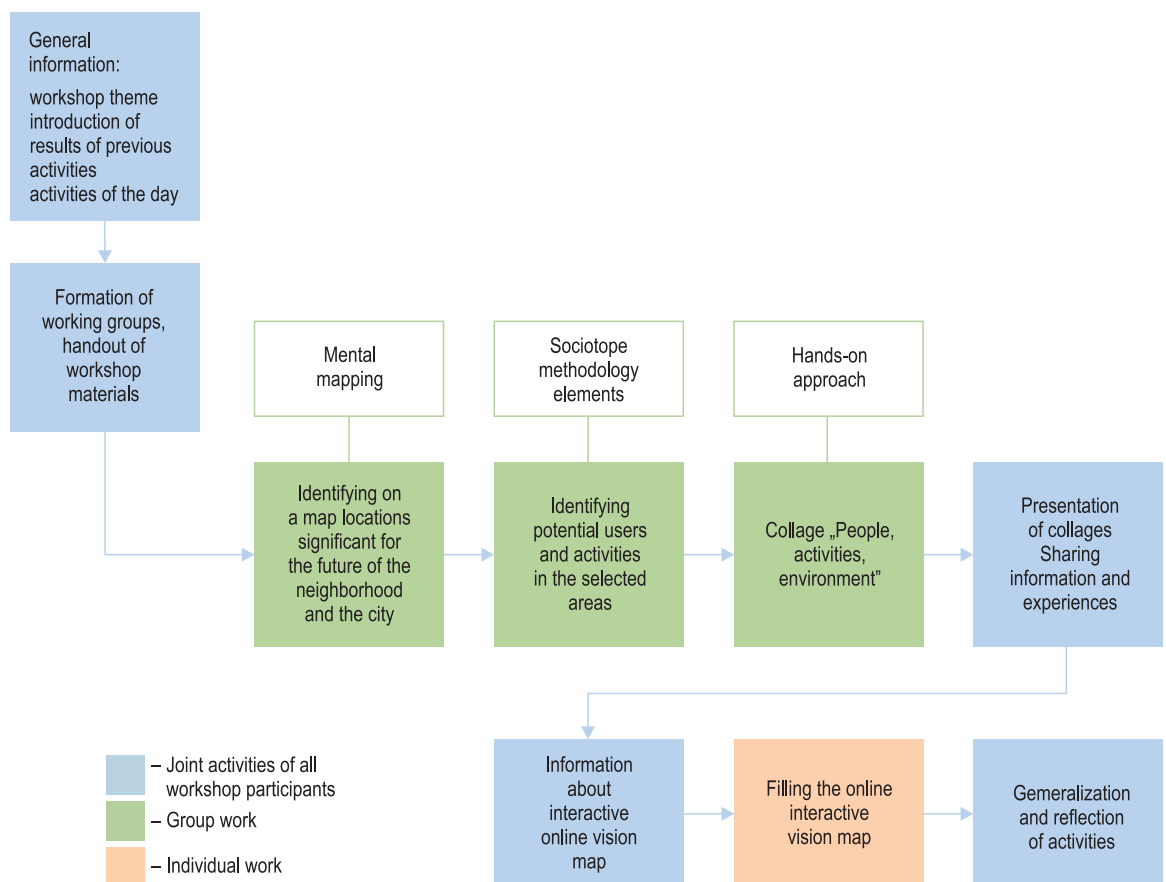 General
information:
workshop theme
introduction of
results of previous
activities
activities of the day
Formation of
working groups,
handout of
workshop
materials
Mental
mapping
Sociotope
methodology
elements
Hands-on
approach
Identifying on
a map locations
significant for
the future of the
neighborhood
and the city
Identifying
potential users
and activities
in the selected
areas
Collage „People,
activities,
environment”
Presentation
of collages
Sharing
information and
experiences
Information
about
interactive
online vision
map
Filling the online
interactive
vision map
Gemeralization
and reflection
of activities
– Joint activities of all
workshop participants
– Group work
– Individual work